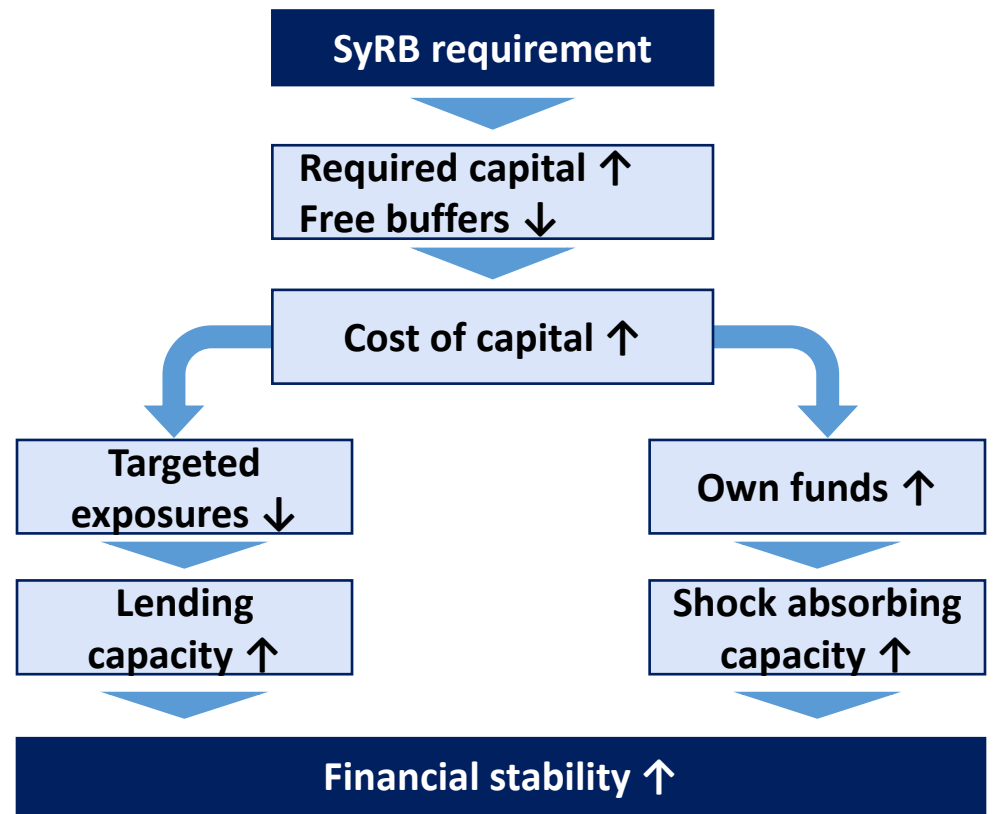 SyRB requirement
Required capital ↑
Free buffers ↓
Cost of capital ↑
Targeted
exposures ↓
Own funds ↑
Lending
capacity ↑
Shock absorbing
capacity ↑
Financial stability ↑